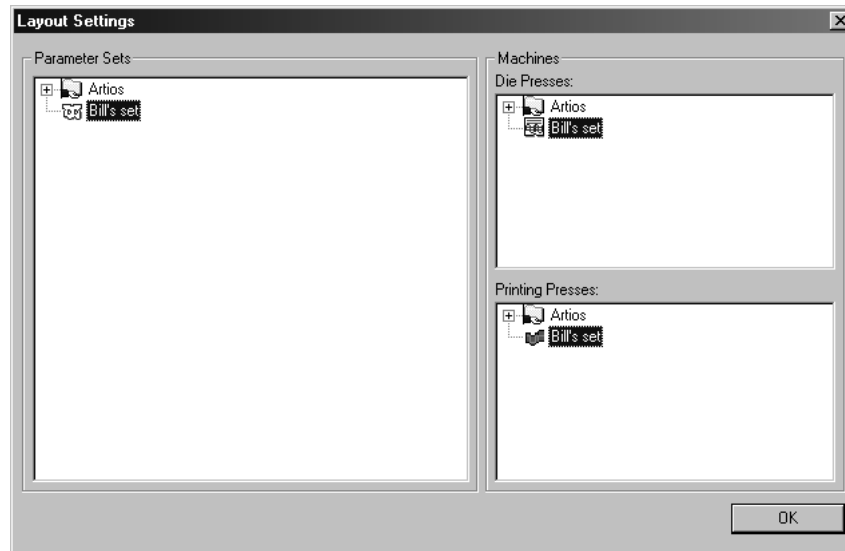 Layout Settings
Parameter Sets
Artios
Bill's set
Machines
Die Presses:
Artios
Bill's set
Printing Presses:
Artios
Bill's set
OK